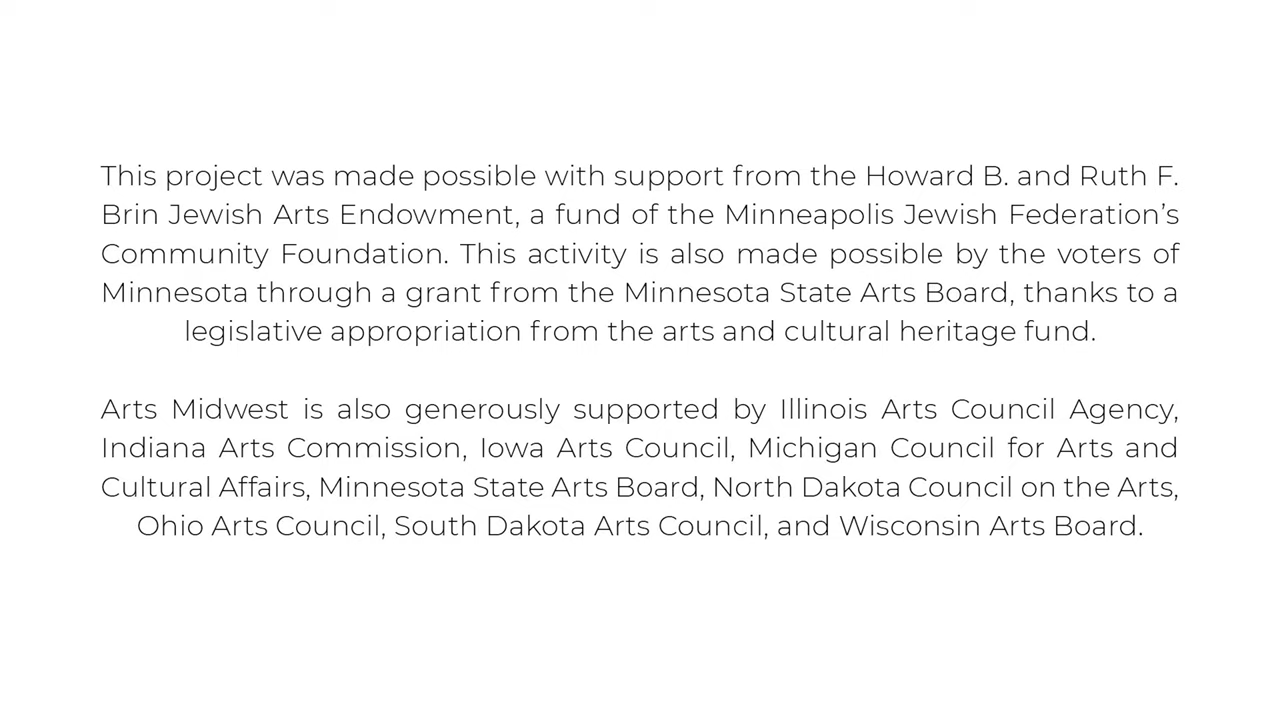 This project was made possible with support from the Howard B. and Ruth F.
Brin Jewish Arts Endowment, a fund of the Minneapolis Jewish Federation’s
Community Foundation. This activity is also made possible by the voters of
Minnesota through a grant from the Minnesota State Arts Board, thanks to a
legislative appropriation from the arts and cultural heritage fund.
Arts Midwest is also generously supported by Illinois Arts Council Agency,
Indiana Arts Commission, Iowa Arts Council, Michigan Council for Arts and
Cultural Affairs, Minnesota State Arts Board, North Dakota Council on the Arts,
Ohio Arts Council, South Dakota Arts Council, and Wisconsin Arts Board.